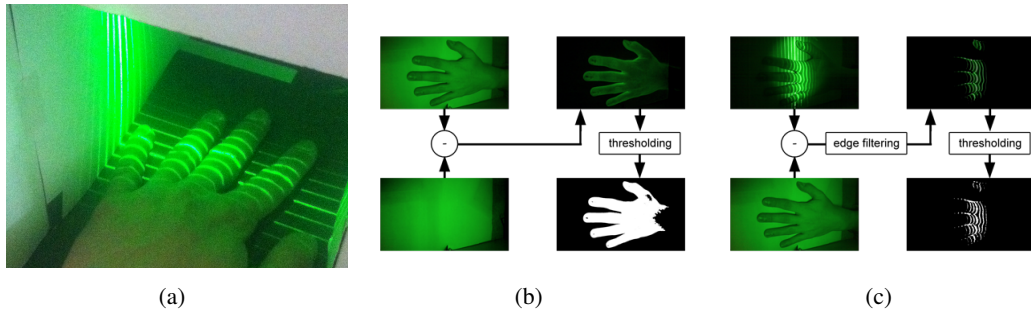 -
thresholding
-
edge filtering
thresholding
(a)
(b)
(c)